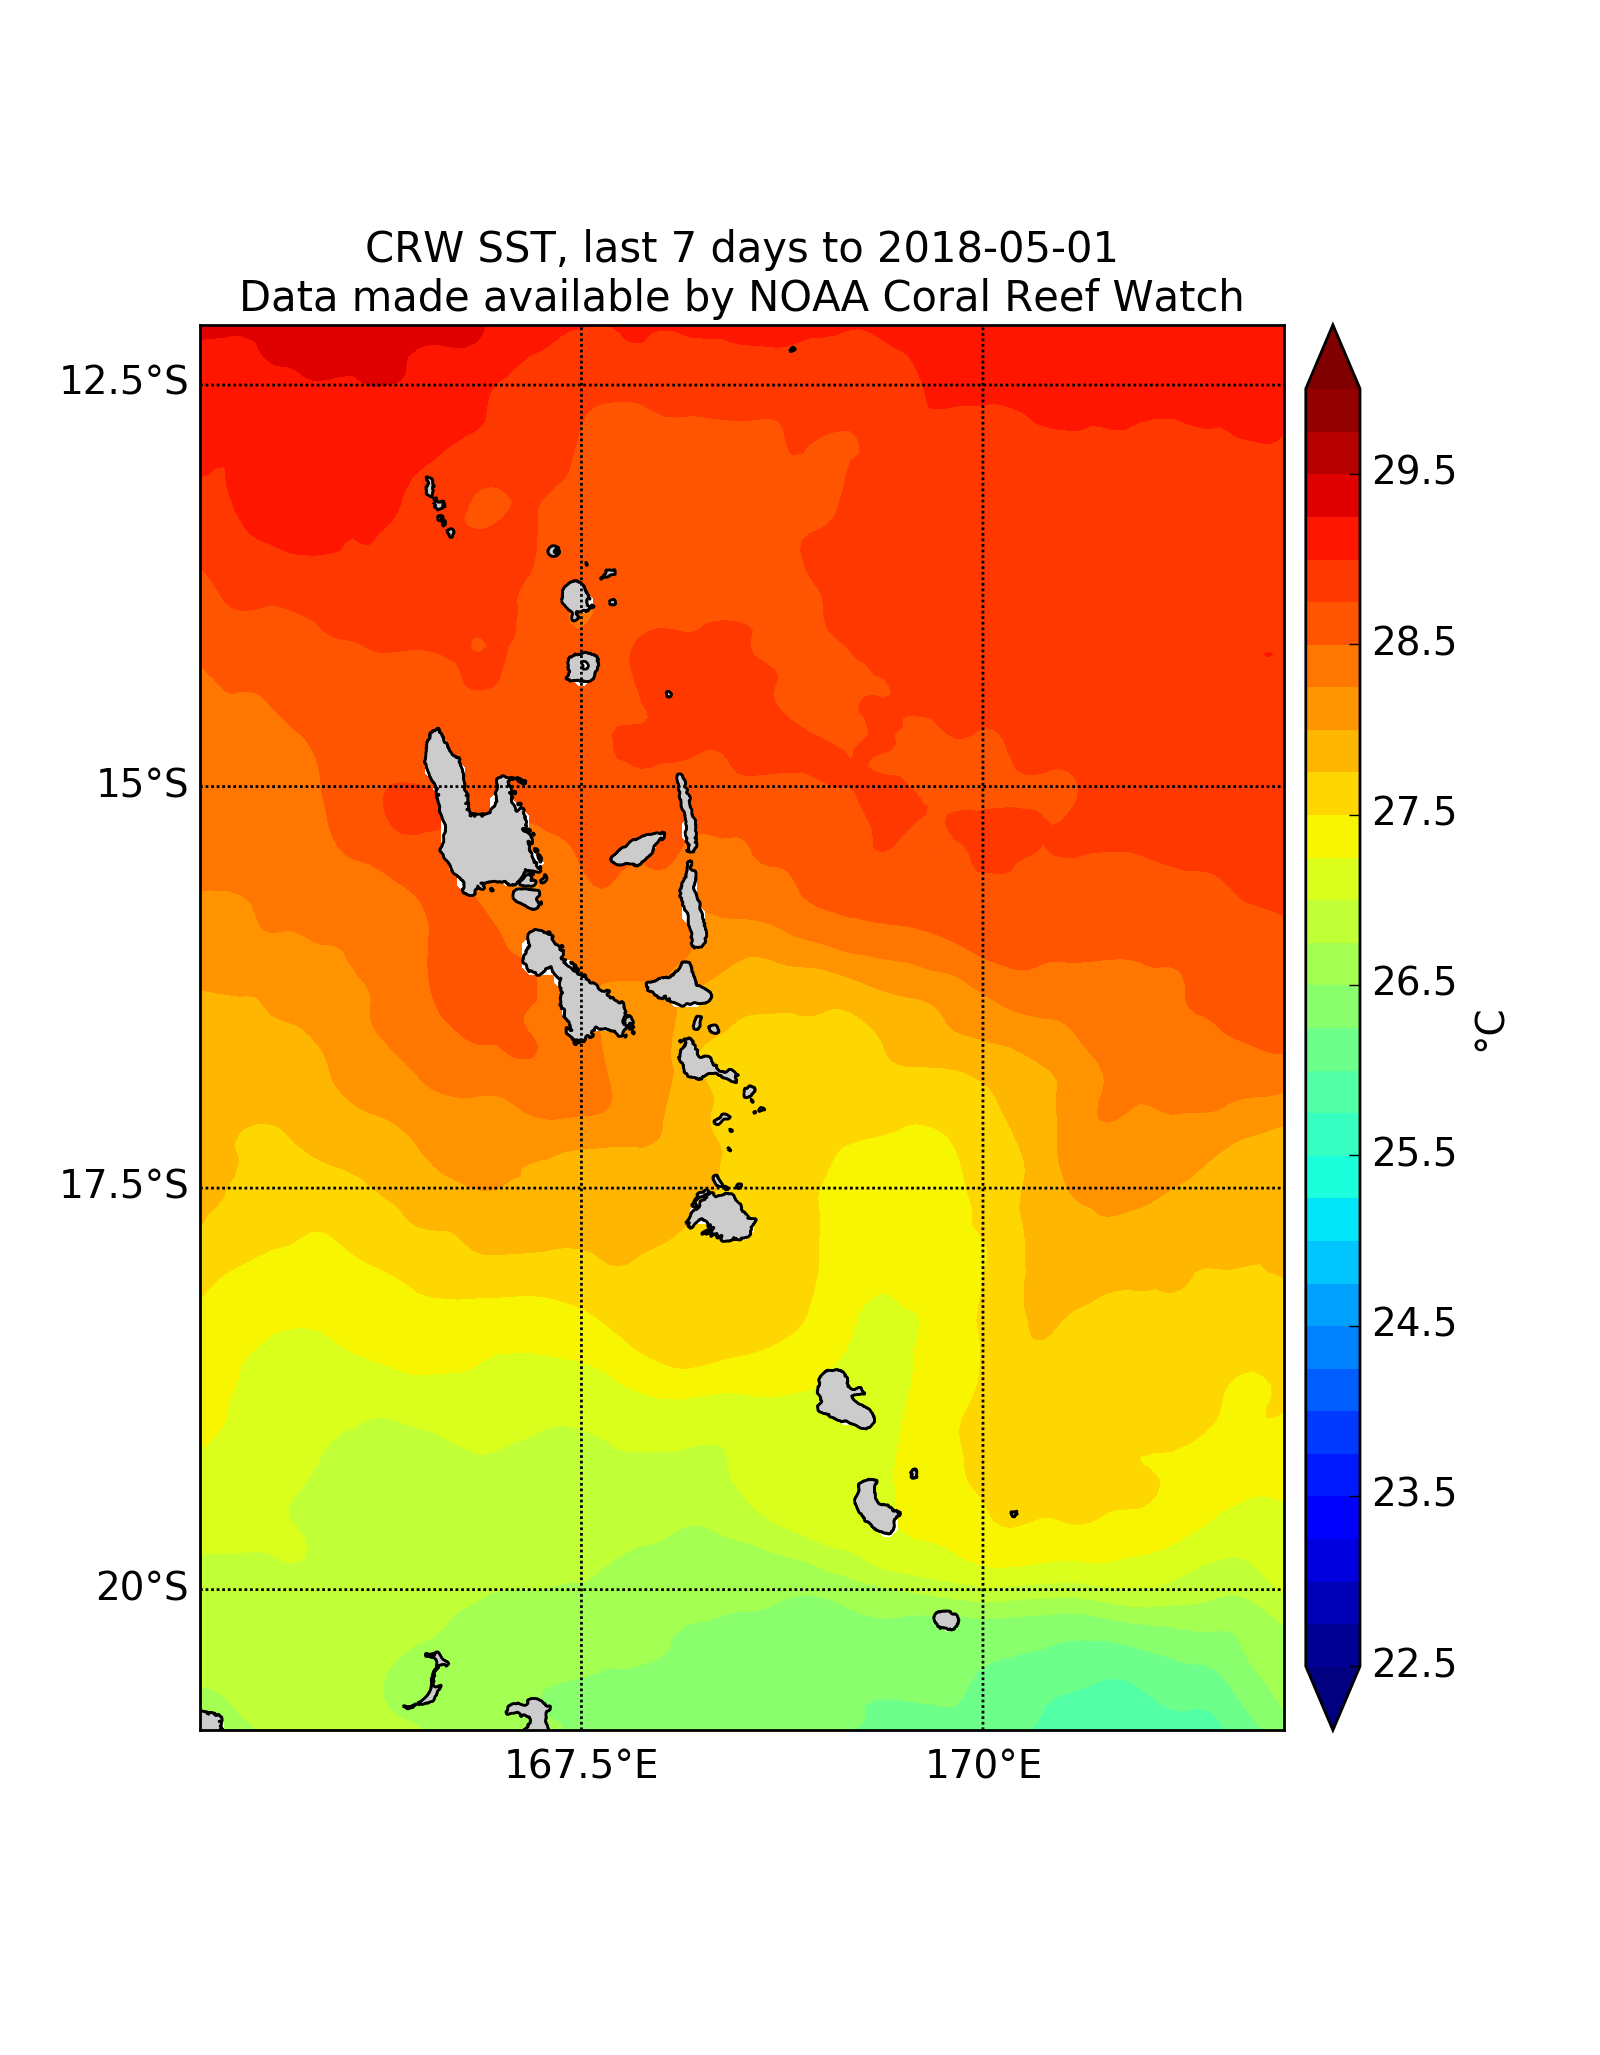 CRW SST, last 7 days to 2018-05-01
Data made available by NOAA Coral Reef Watch
12.5°S
15°S
17.5°S
20°S
167.5°E
170°E
29.5
28.5
27.5
26.5
25.5
24.5
23.5
22.5
°C